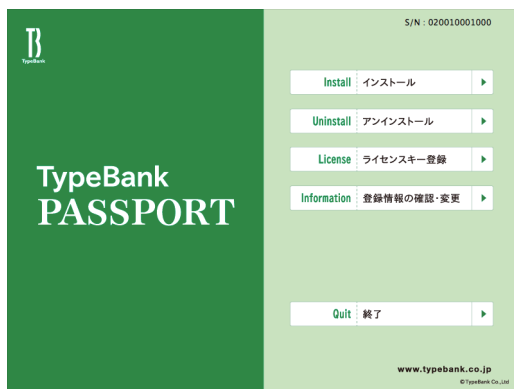 TB
TypeBank
TypeBank
PASSPORT
S/N : 020010001000
Install インストール
Uninstall アンインストール
License ライセンスキー登録
Information 登録情報の確認・変更
Quit 終了
www.typebank.co.jp
©TypeBank Co.,Ltd